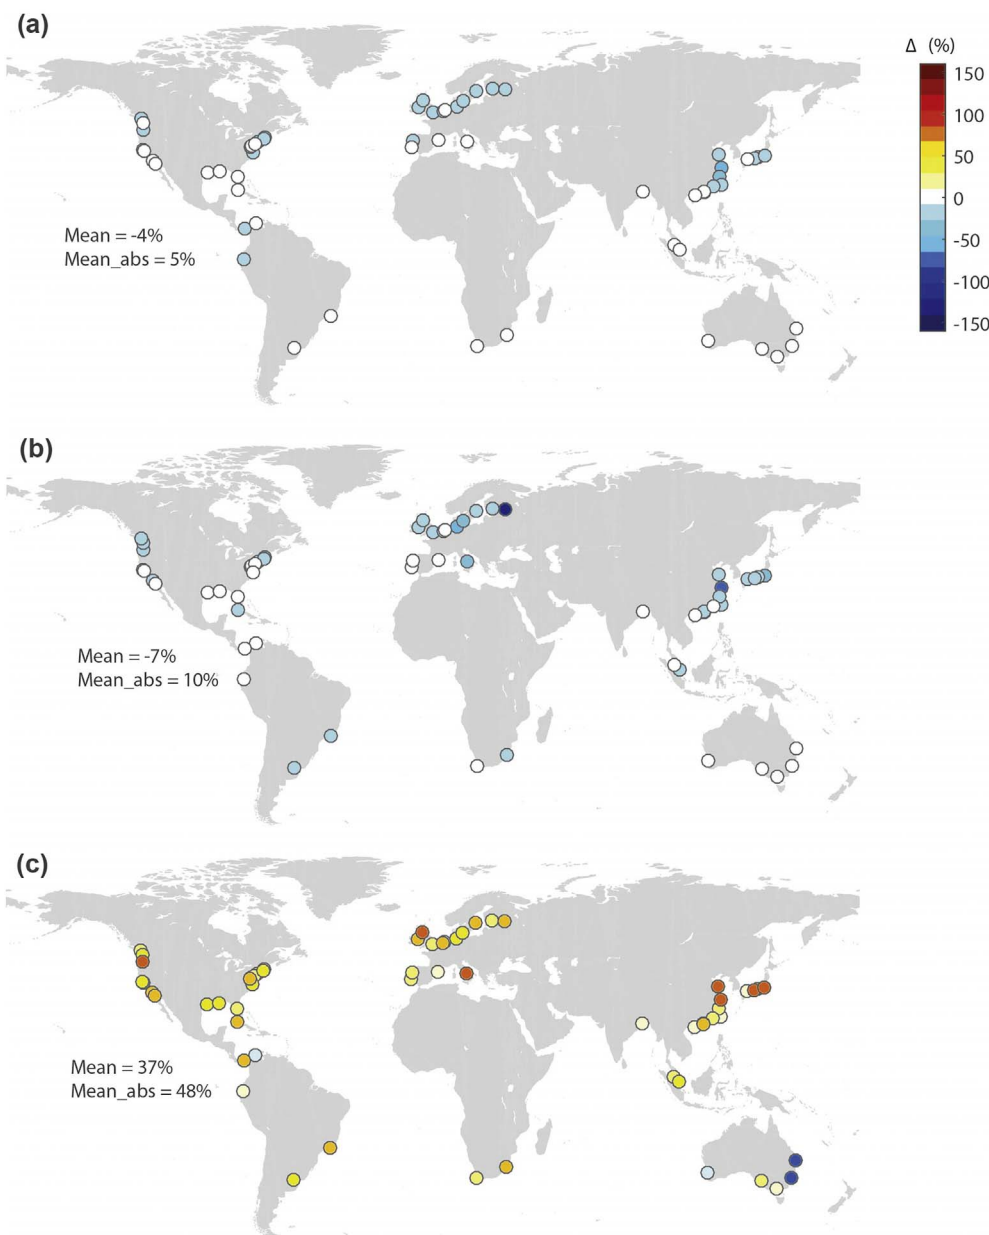 (a)
Δ (%)
150
100
50
0
-50
-100
-150
Mean = -4%
Mean_abs = 5%
(b)
Mean = -7%
Mean_abs = 10%
(c)
Mean = 37%
Mean_abs = 48%